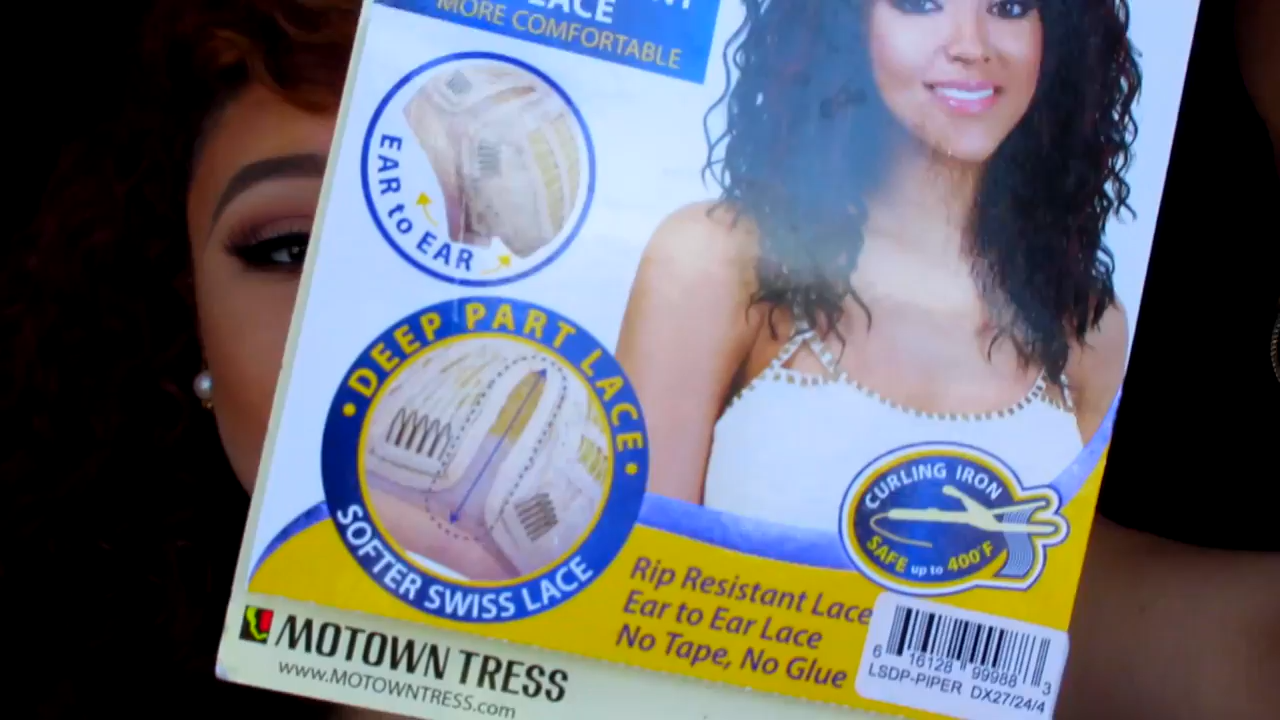 LACE
MORE COMFORTABLE
EAR to EAR
DEEP PART LACE
SOFTER SWISS LACE
CURLING IRON
SAFE up to 400°F
Rip Resistant Lace
Ear to Ear Lace
No Tape, No Glue
6 16128 99988 3
LSDP-PIPER DX27/24/4
MOTOWN TRESS
www.MOTOWNTRESS.com